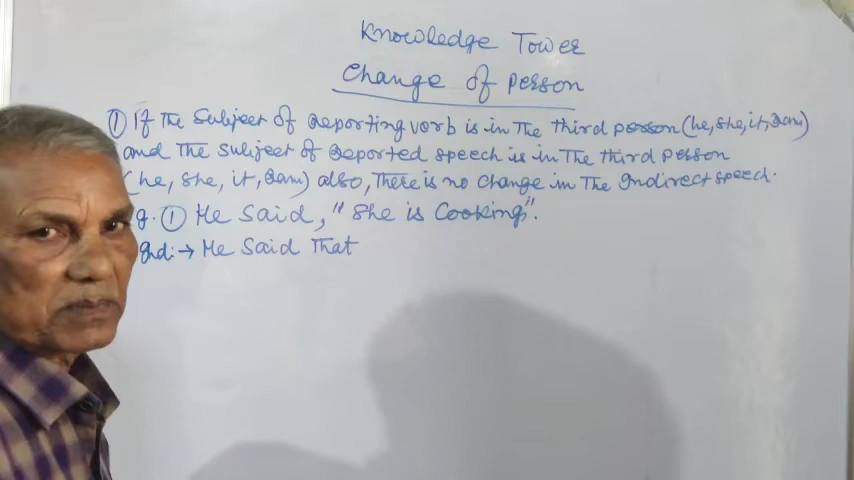 Knowledge Tower
Change of Person
① If The Subject of Reporting verb is in The third person (he, she, it, Ram)
and The Subject of Reported speech is in The third person
(he, she, it, Ram) also, There is no change in The Indirect speech.
g. ① He Said, "She is Cooking".
Indi → He Said That